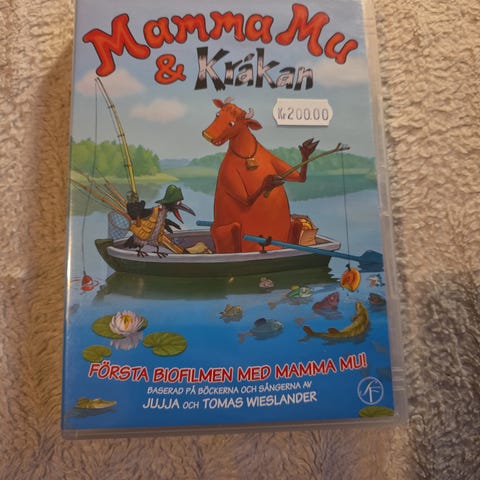 Mamma Mu
& Kråkan
Kr200.00
FÖRSTA BIOFILMEN MED MAMMA MU!
BASERAD PÅ BÖCKERNA OCH SÅNGERNA AV
JUJJA OCH TOMAS WIESLANDER
SF